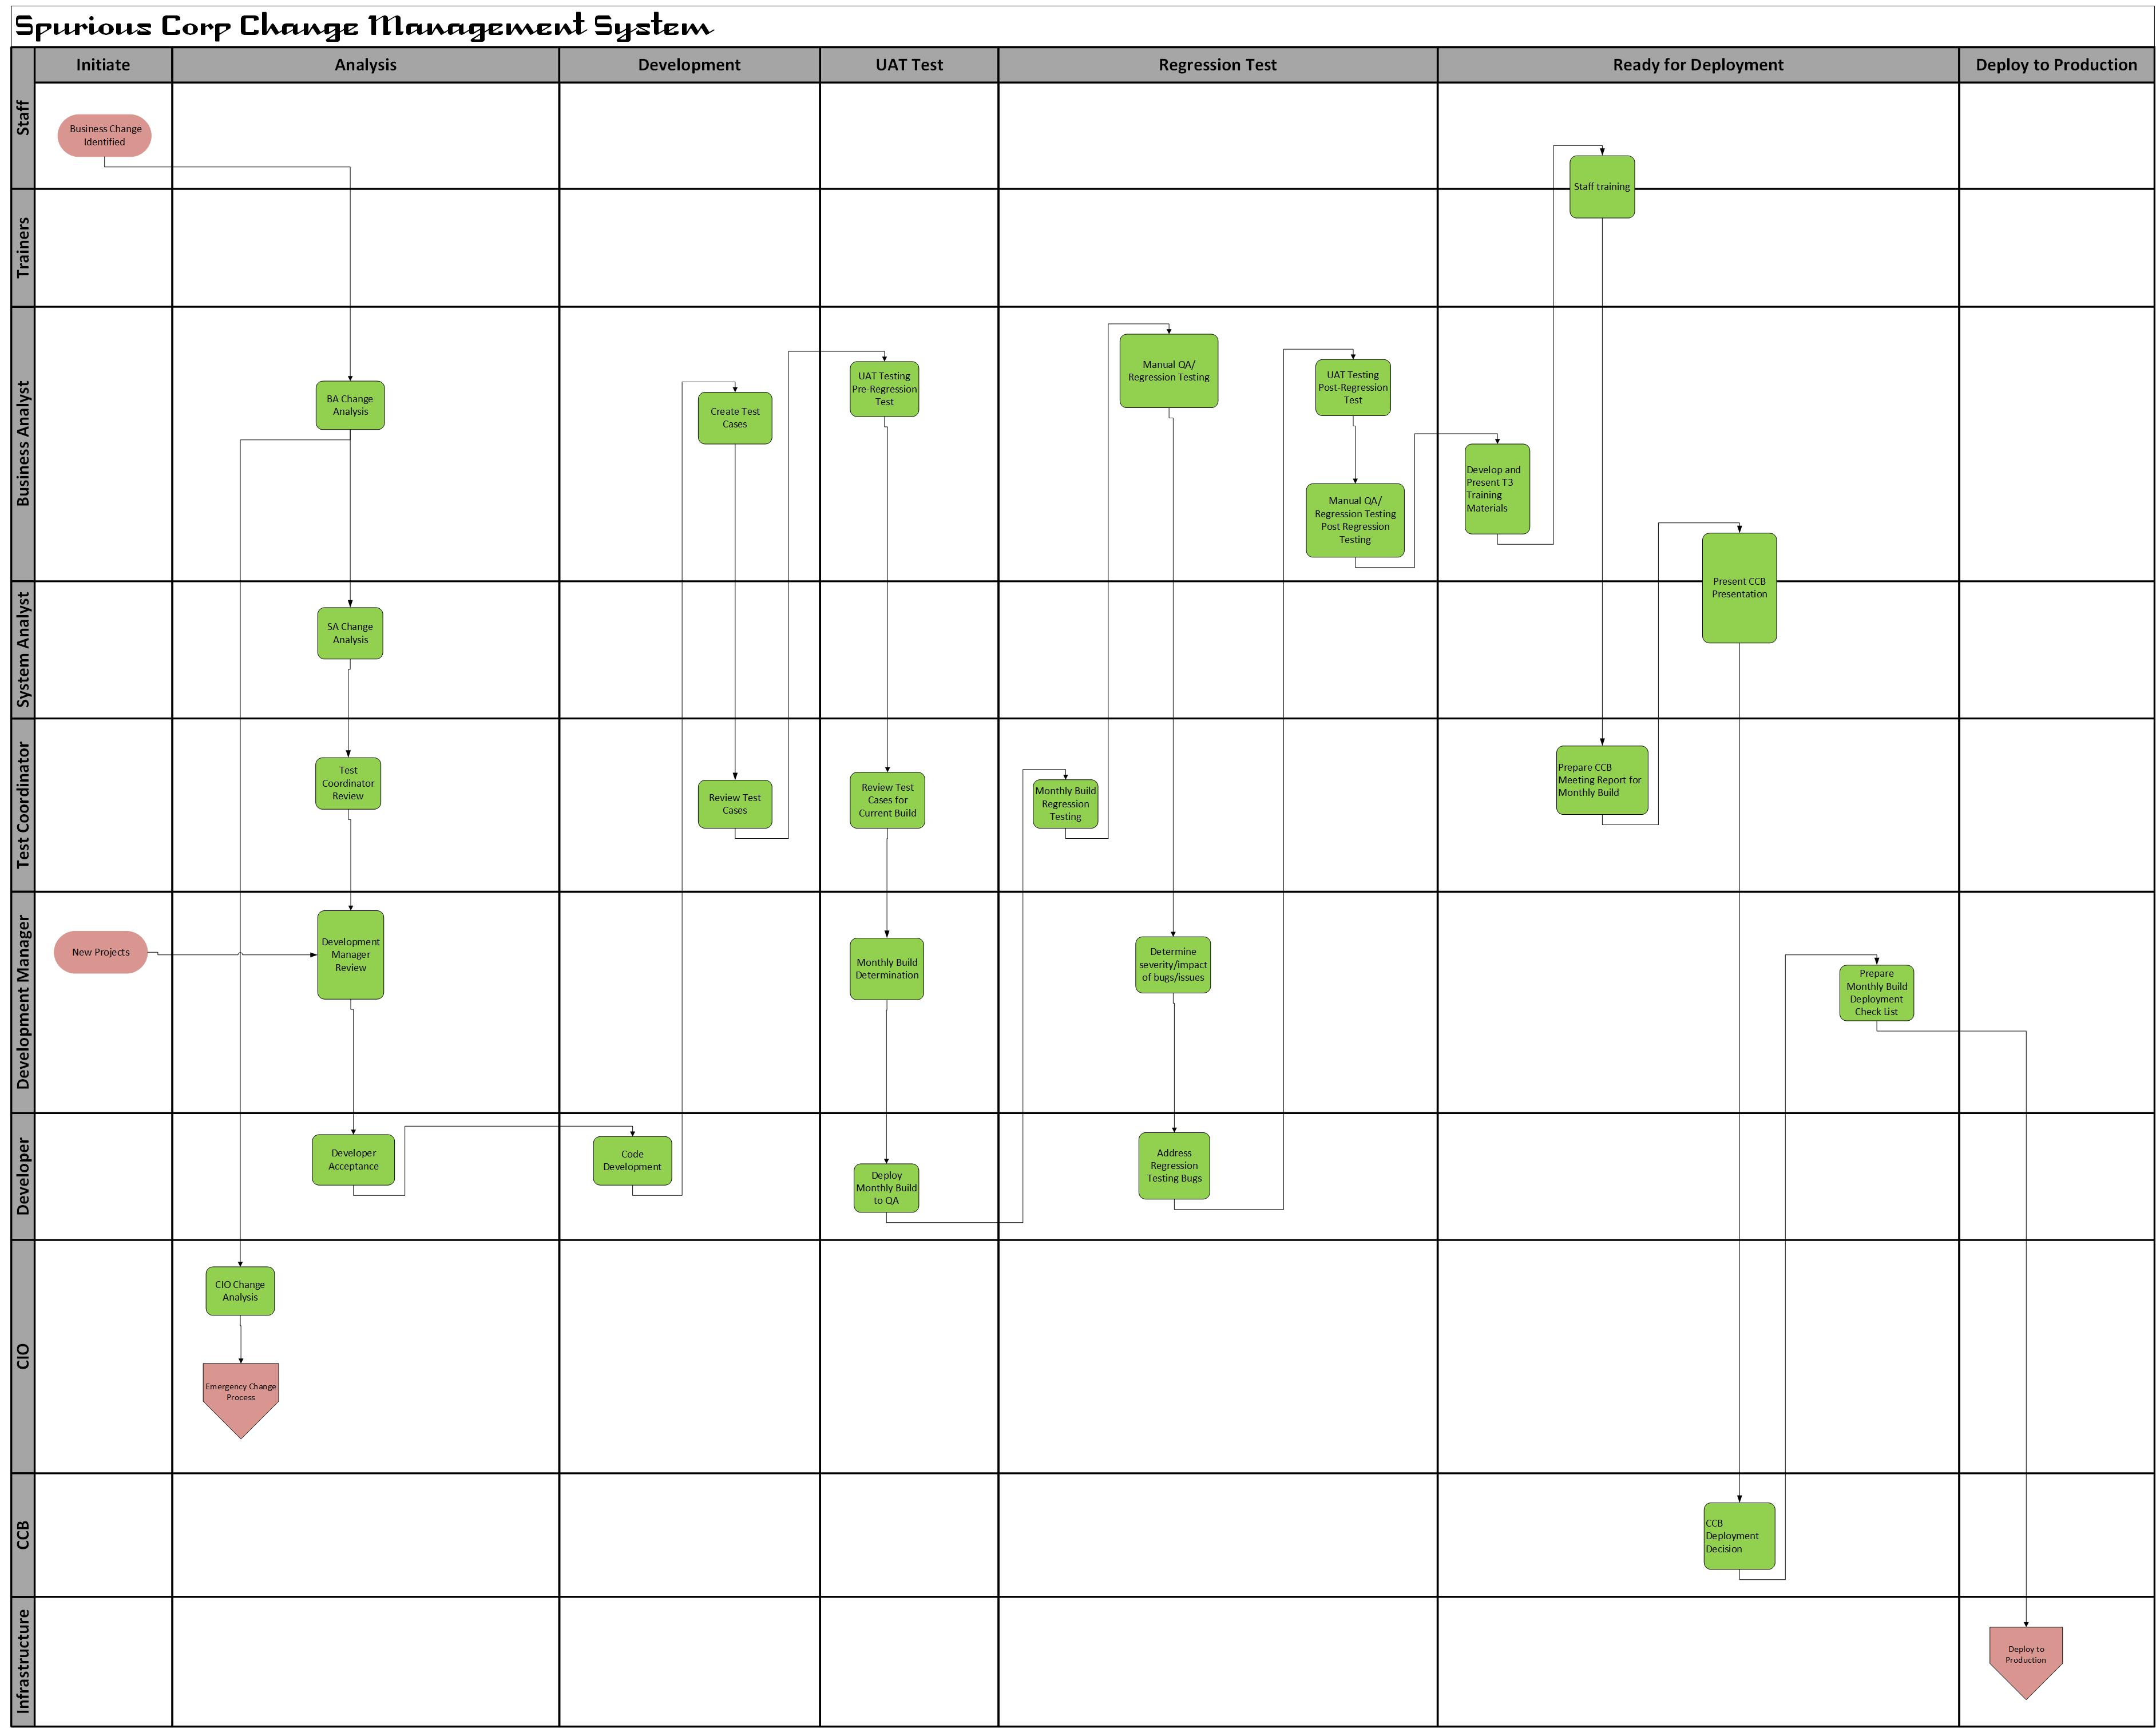 Spurious Corp Change Management System
Initiate
Analysis
Development
UAT Test
Regression Test
Ready for Deployment
Deploy to Production
Staff
Business Change
Identified
Staff training
Trainers
Business Analyst
BA Change
Analysis
Create Test
Cases
UAT Testing
Pre-Regression
Test
Manual QA/
Regression Testing
UAT Testing
Post-Regression
Test
Manual QA/
Regression Testing
Post Regression
Testing
Develop and
Present T3
Training
Materials
Present CCB
Presentation
System Analyst
SA Change
Analysis
Test Coordinator
Test
Coordinator
Review
Review Test
Cases
Review Test
Cases for
Current Build
Monthly Build
Regression
Testing
Prepare CCB
Meeting Report for
Monthly Build
Development Manager
New Projects
Development
Manager
Review
Monthly Build
Determination
Determine
severity/impact
of bugs/issues
Prepare
Monthly Build
Deployment
Check List
Developer
Developer
Acceptance
Code
Development
Deploy
Monthly Build
to QA
Address
Regression
Testing Bugs
CIO
CIO Change
Analysis
Emergency Change
Process
CCB
CCB
Deployment
Decision
Infrastructure
Deploy to
Production